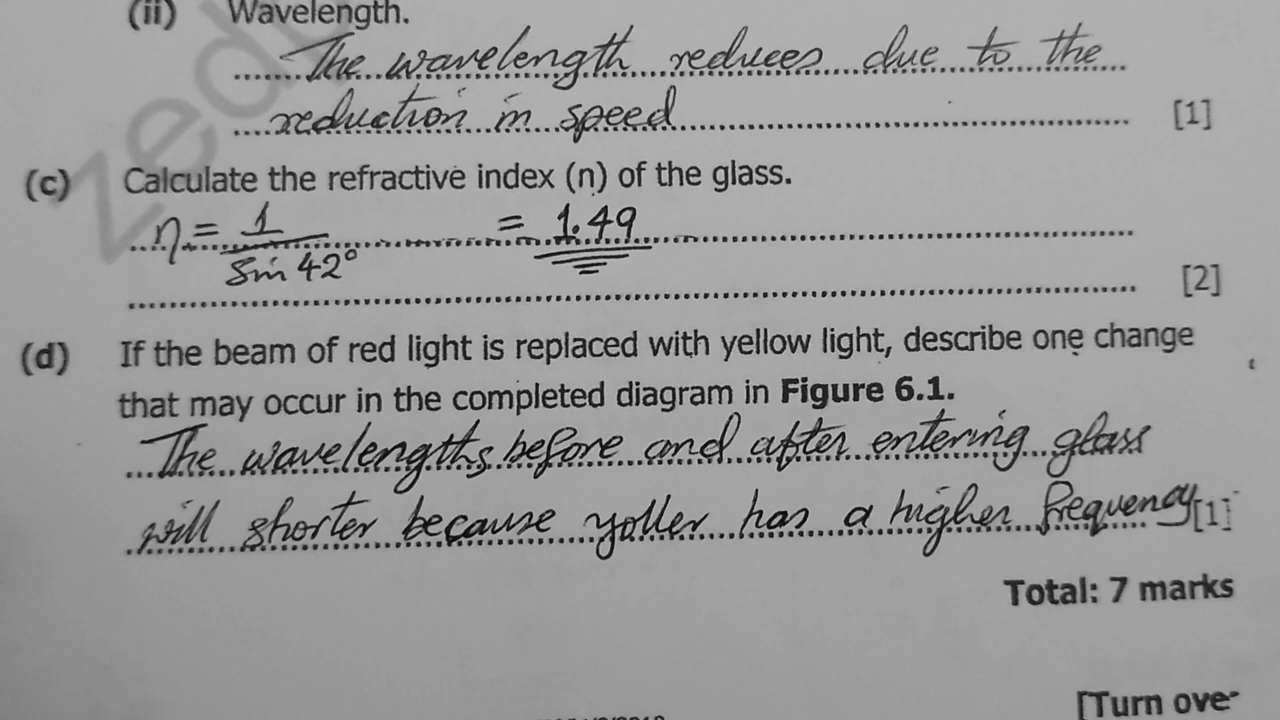 (ii) Wavelength.
The wavelength reduces due to the
reduction in speed [1]
(c) Calculate the refractive index (n) of the glass.
η = 1 / Sin 42° = 1.49
[2]
(d) If the beam of red light is replaced with yellow light, describe one change
that may occur in the completed diagram in Figure 6.1.
The wavelengths before and after entering glass
will shorter because yoller has a higher frequency [1]
Total: 7 marks
[Turn over